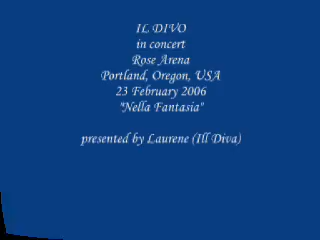 IL DIVO
in concert
Rose Arena
Portland, Oregon, USA
23 February 2006
"Nella Fantasia"
presented by Laurene (Ill Diva)